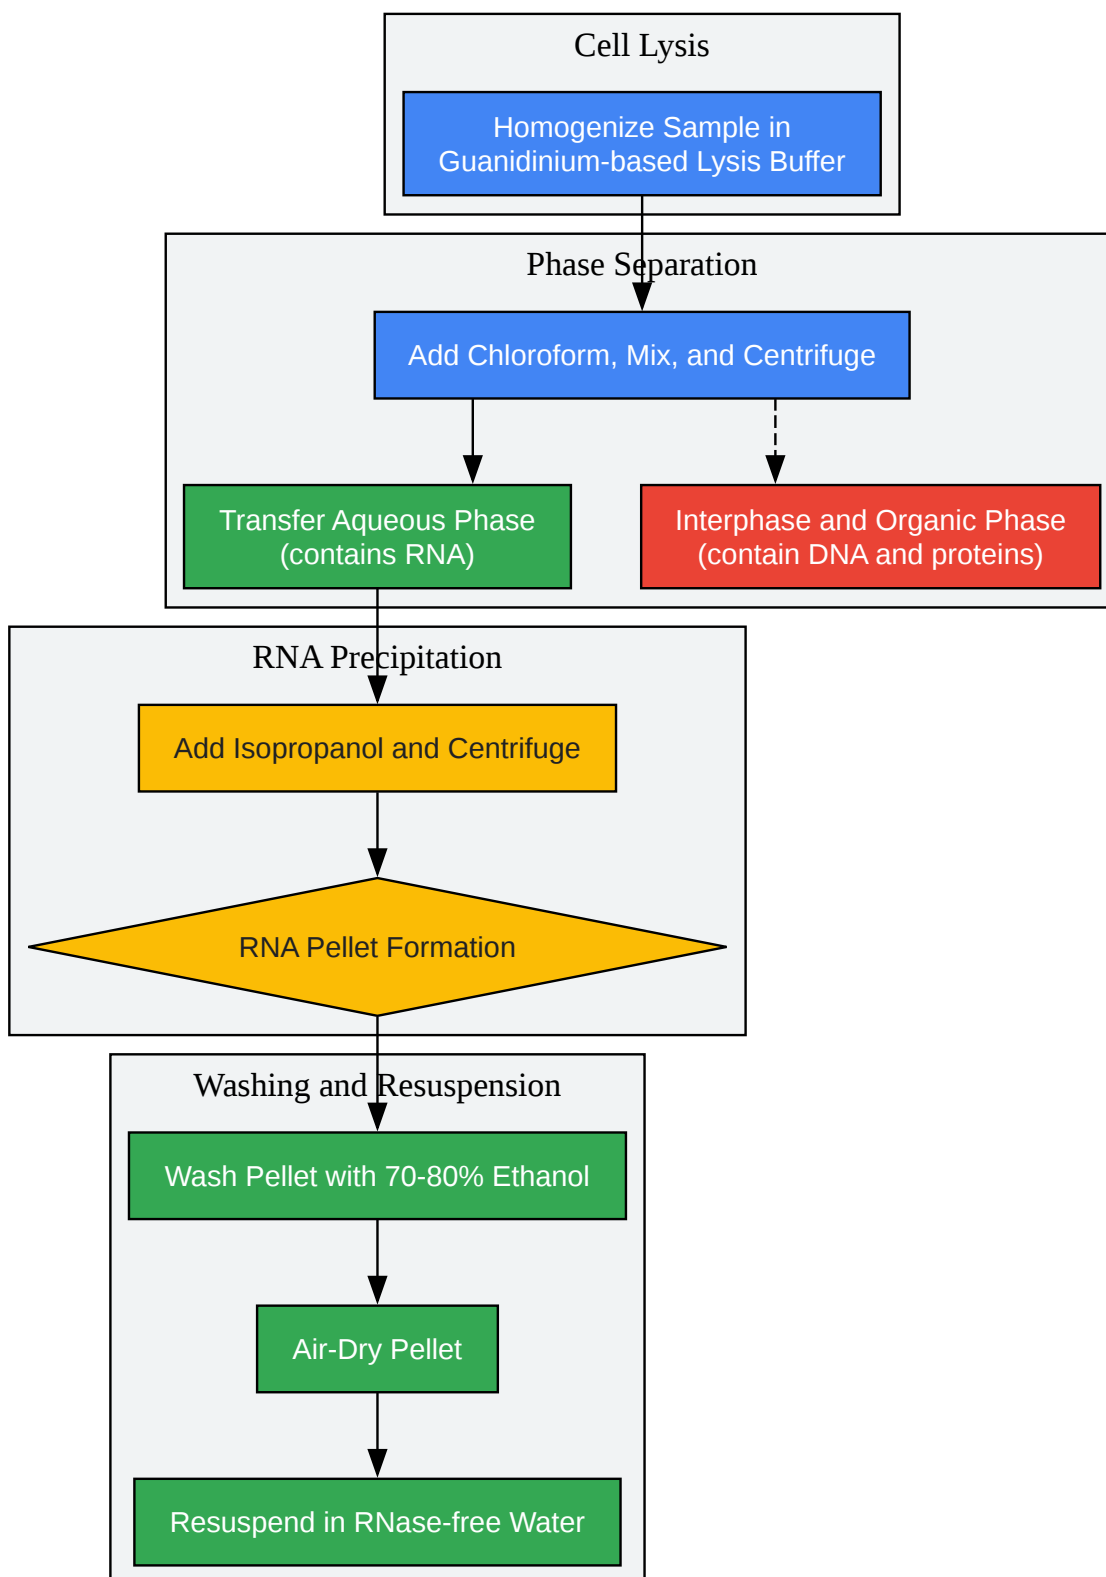 Cell Lysis
Homogenize Sample in
Guanidinium-based Lysis Buffer
Phase Separation
Add Chloroform, Mix, and Centrifuge
Transfer Aqueous Phase
(contains RNA)
Interphase and Organic Phase
(contain DNA and proteins)
RNA Precipitation
Add Isopropanol and Centrifuge
RNA Pellet Formation
Washing and Resuspension
Wash Pellet with 70-80% Ethanol
Air-Dry Pellet
Resuspend in RNase-free Water